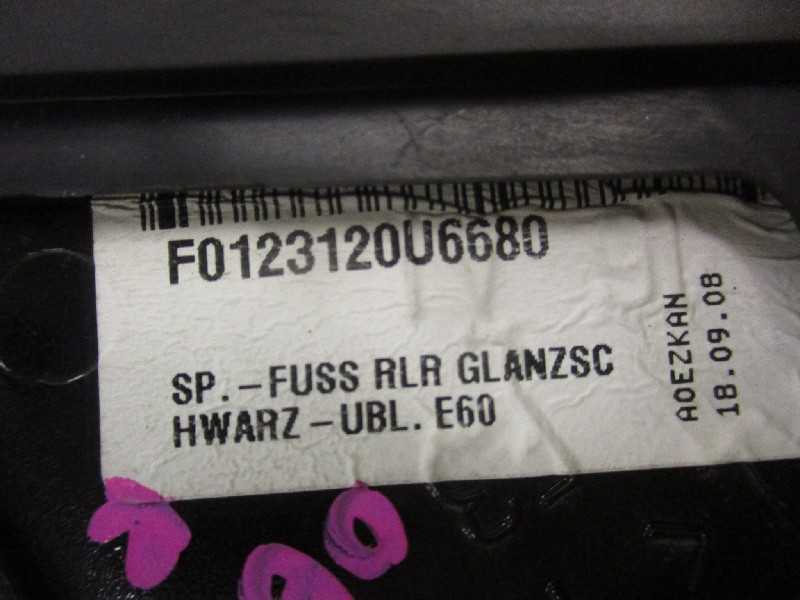 F0123120U6680
SP.-FUSS RLR GLANZSC
HWARZ-UBL. E60
AOEZKAN
18.09.08